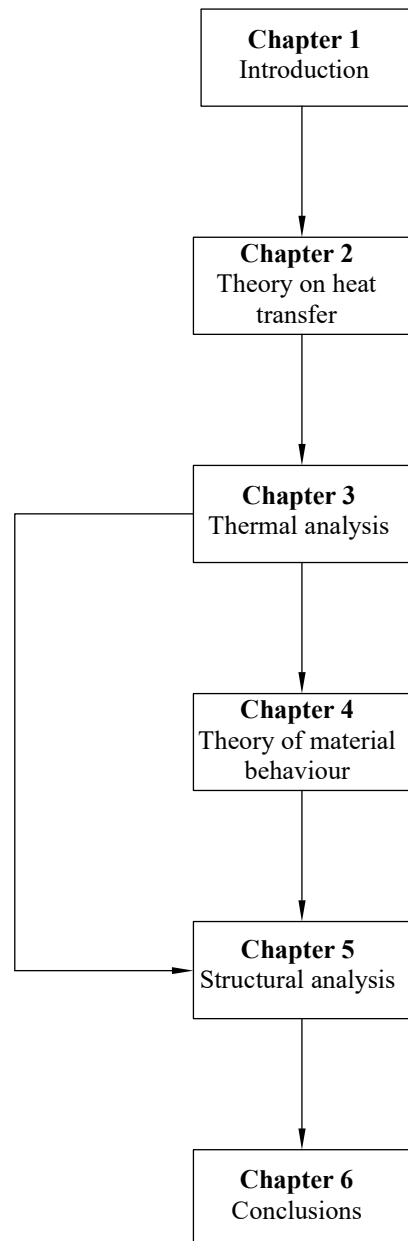 Chapter 1
Introduction
Chapter 2
Theory on heat
transfer
Chapter 3
Thermal analysis
Chapter 4
Theory of material
behaviour
Chapter 5
Structural analysis
Chapter 6
Conclusions